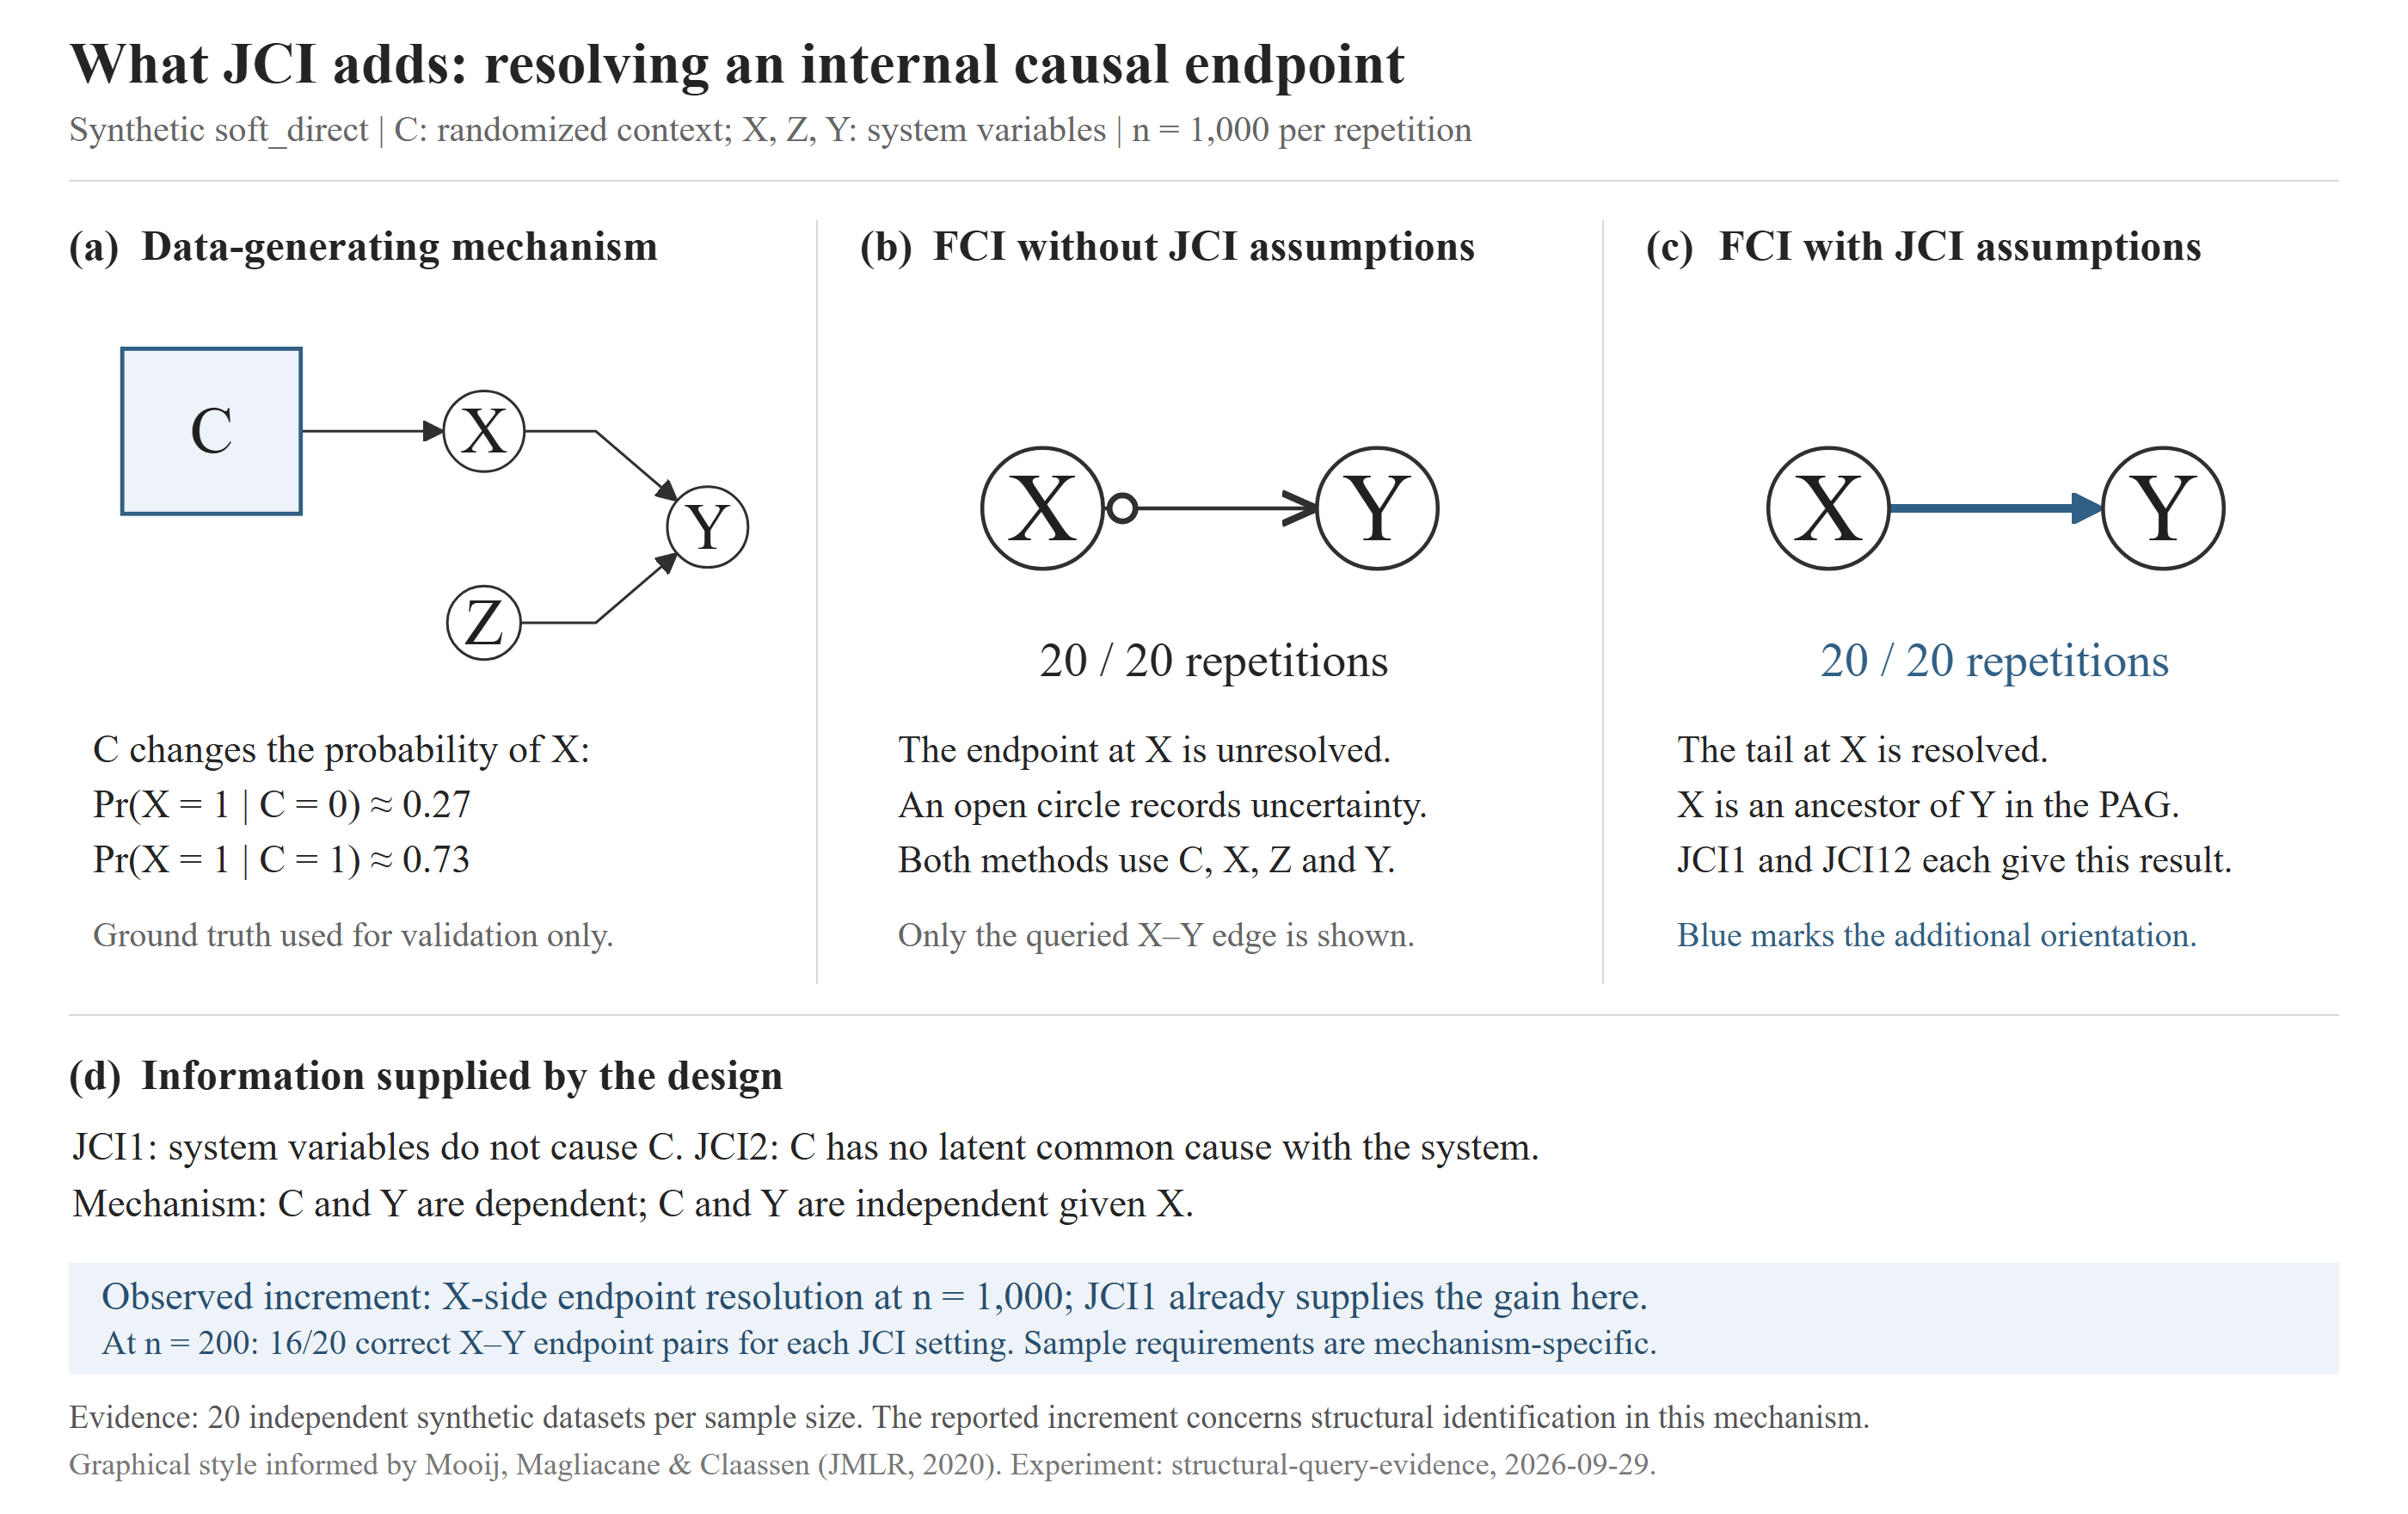 What JCI adds: resolving an internal causal endpoint
Synthetic soft_direct | C: randomized context; X, Z, Y: system variables | n = 1,000 per repetition
(a) Data-generating mechanism
C
X
Y
Z
C changes the probability of X:
Pr(X = 1 | C = 0) ≈ 0.27
Pr(X = 1 | C = 1) ≈ 0.73
Ground truth used for validation only.
(b) FCI without JCI assumptions
X
Y
20 / 20 repetitions
The endpoint at X is unresolved.
An open circle records uncertainty.
Both methods use C, X, Z and Y.
Only the queried X–Y edge is shown.
(c) FCI with JCI assumptions
X
Y
20 / 20 repetitions
The tail at X is resolved.
X is an ancestor of Y in the PAG.
JCI1 and JCI12 each give this result.
Blue marks the additional orientation.
(d) Information supplied by the design
JCI1: system variables do not cause C. JCI2: C has no latent common cause with the system.
Mechanism: C and Y are dependent; C and Y are independent given X.
Observed increment: X-side endpoint resolution at n = 1,000; JCI1 already supplies the gain here.
At n = 200: 16/20 correct X–Y endpoint pairs for each JCI setting. Sample requirements are mechanism-specific.
Evidence: 20 independent synthetic datasets per sample size. The reported increment concerns structural identification in this mechanism.
Graphical style informed by Mooij, Magliacane & Claassen (JMLR, 2020). Experiment: structural-query-evidence, 2026-09-29.